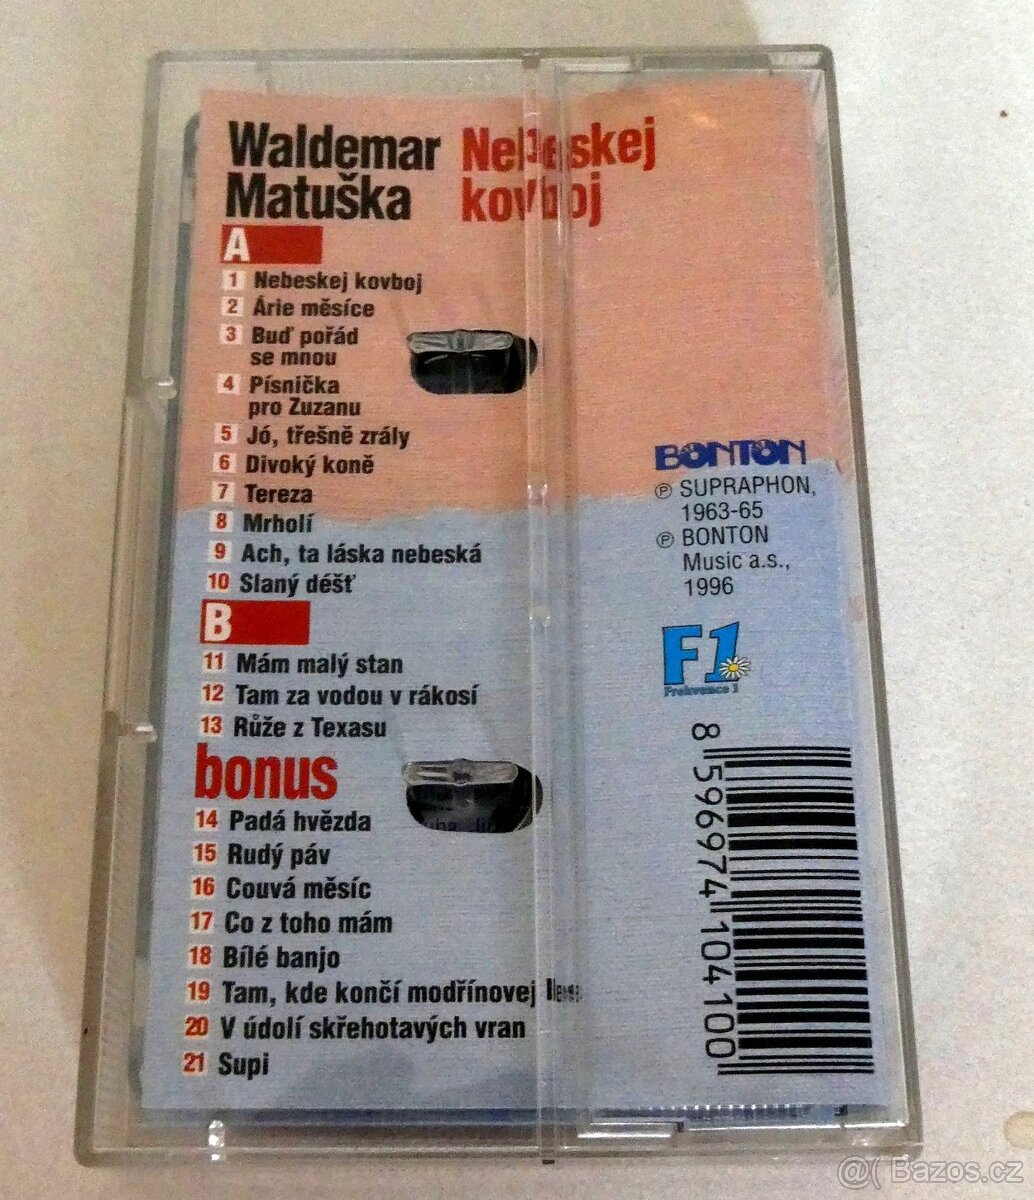 Waldemar
Matuška
Nebeskej
kovboj
A
1 Nebeskej kovboj
2 Árie měsíce
3 Buď pořád
se mnou
4 Písnička
pro Zuzanu
5 Jó, třešně zrály
6 Divoký koně
7 Tereza
8 Mrholí
9 Ach, ta láska nebeská
10 Slaný déšť
B
11 Mám malý stan
12 Tam za vodou v rákosí
13 Růže z Texasu
bonus
14 Padá hvězda
15 Rudý páv
16 Couvá měsíc
17 Co z toho mám
18 Bílé banjo
19 Tam, kde končí modřínovej les
20 V údolí skřehotavých vran
21 Supi
BONTON
Ⓟ SUPRAPHON,
1963-65
Ⓟ BONTON
Music a.s.,
1996
F1
Frekvence 1
8 596974 104100
@( Bazos.cz